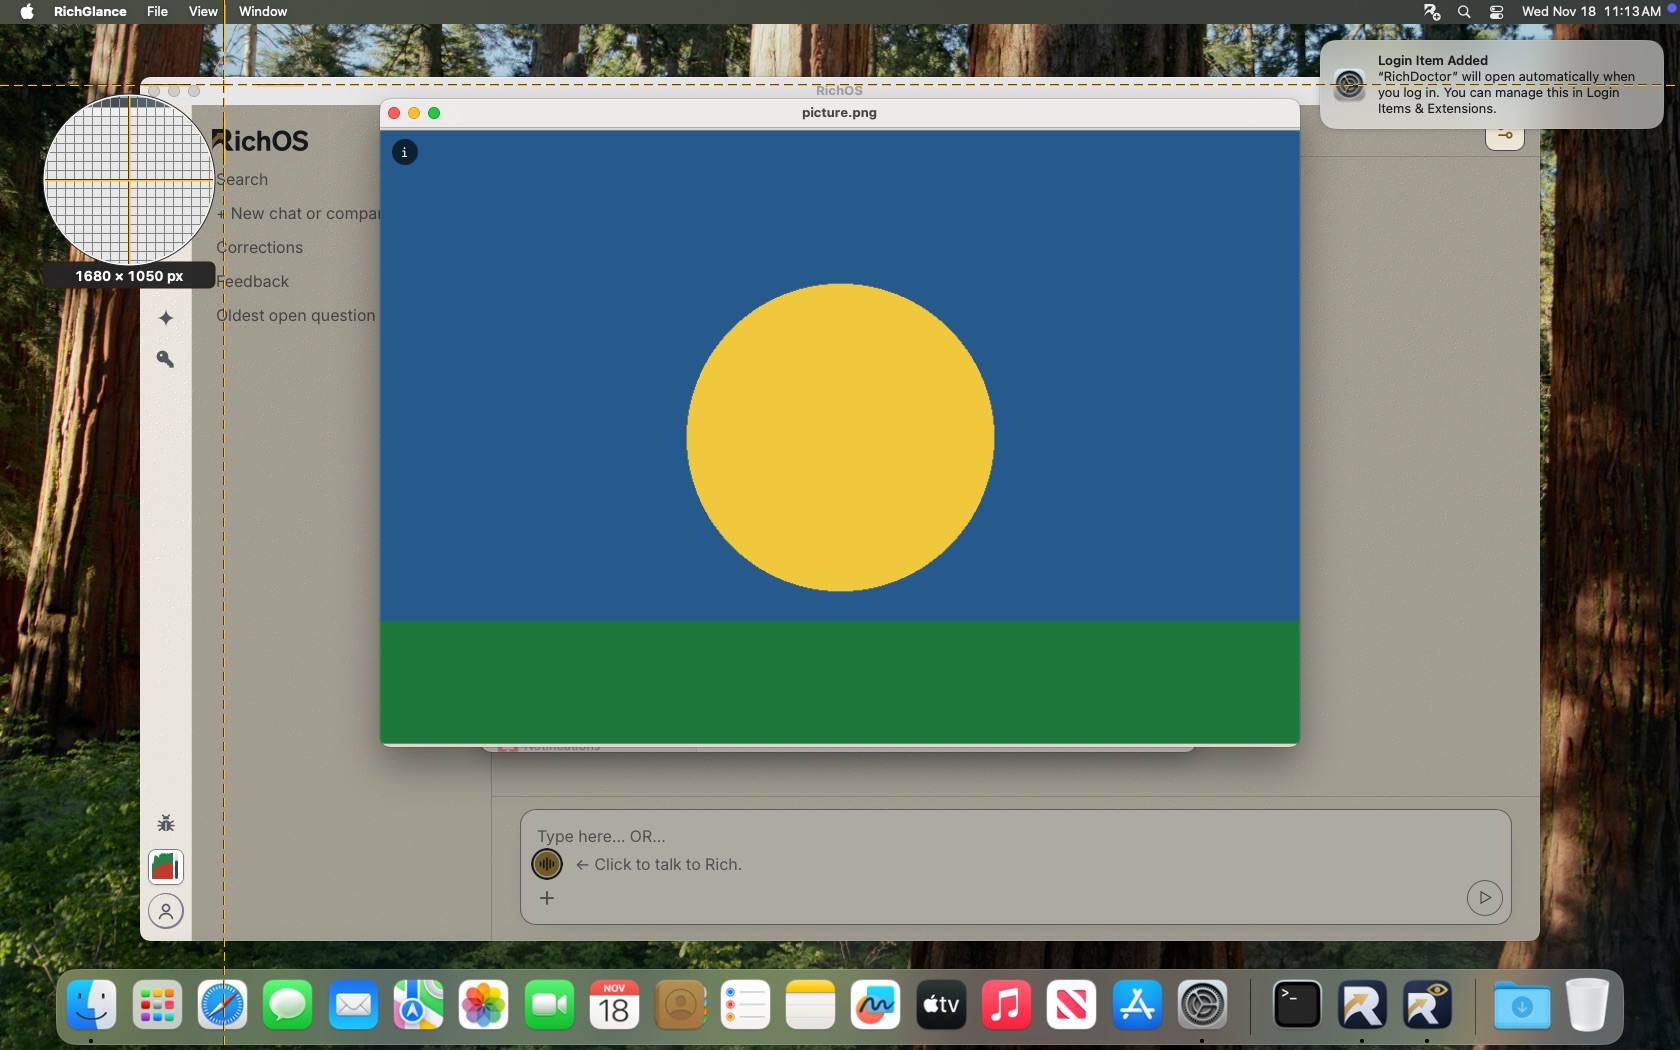 RichGlance File View Window
Wed Nov 18 11:13 AM
Login Item Added
“RichDoctor” will open automatically when
you log in. You can manage this in Login
Items & Extensions.
RichOS
picture.png
i
RichOS
Search
+ New chat or compar
Corrections
1680 × 1050 px
Feedback
Oldest open question
Notifications
Type here... OR...
← Click to talk to Rich.
NOV
18
tv
>_